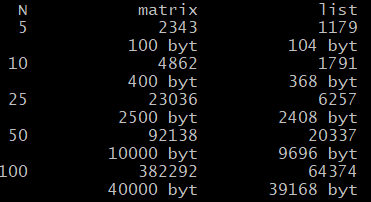 N matrix list
5 2343 1179
100 byt 104 byt
10 4862 1791
400 byt 368 byt
25 23036 6257
2500 byt 2408 byt
50 92138 20337
10000 byt 9696 byt
100 382292 64374
40000 byt 39168 byt